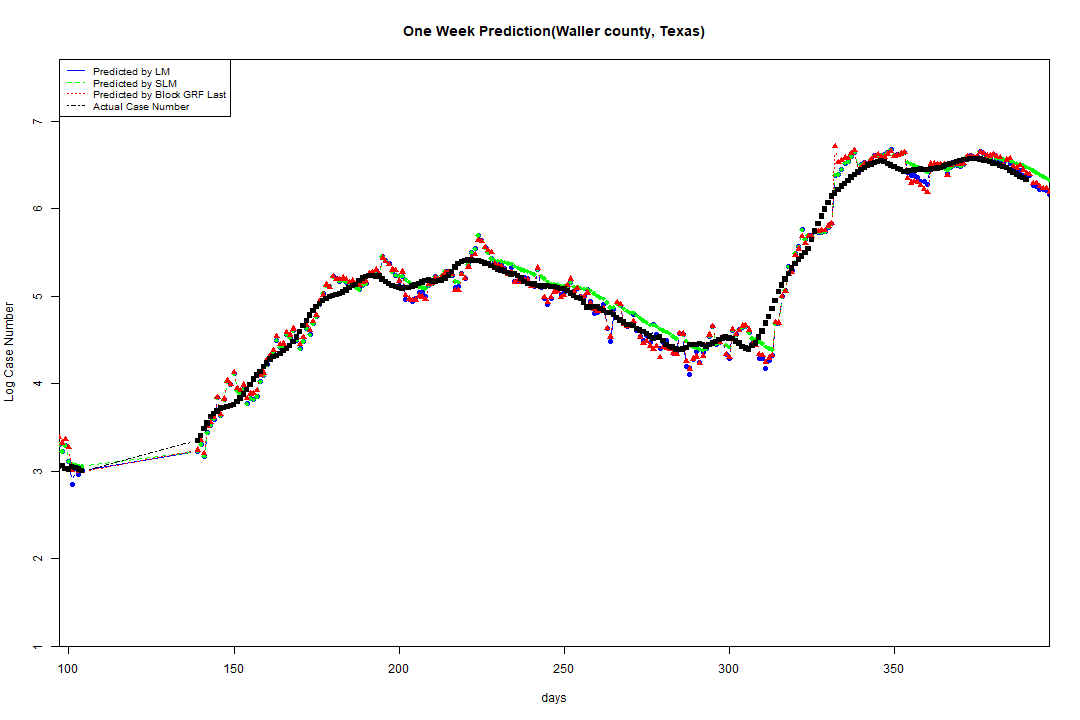 One Week Prediction(Waller county, Texas)
Predicted by LM
Predicted by SLM
Predicted by Block GRF Last
Actual Case Number
7
6
5
4
3
2
1
Log Case Number
100 150 200 250 300 350
days